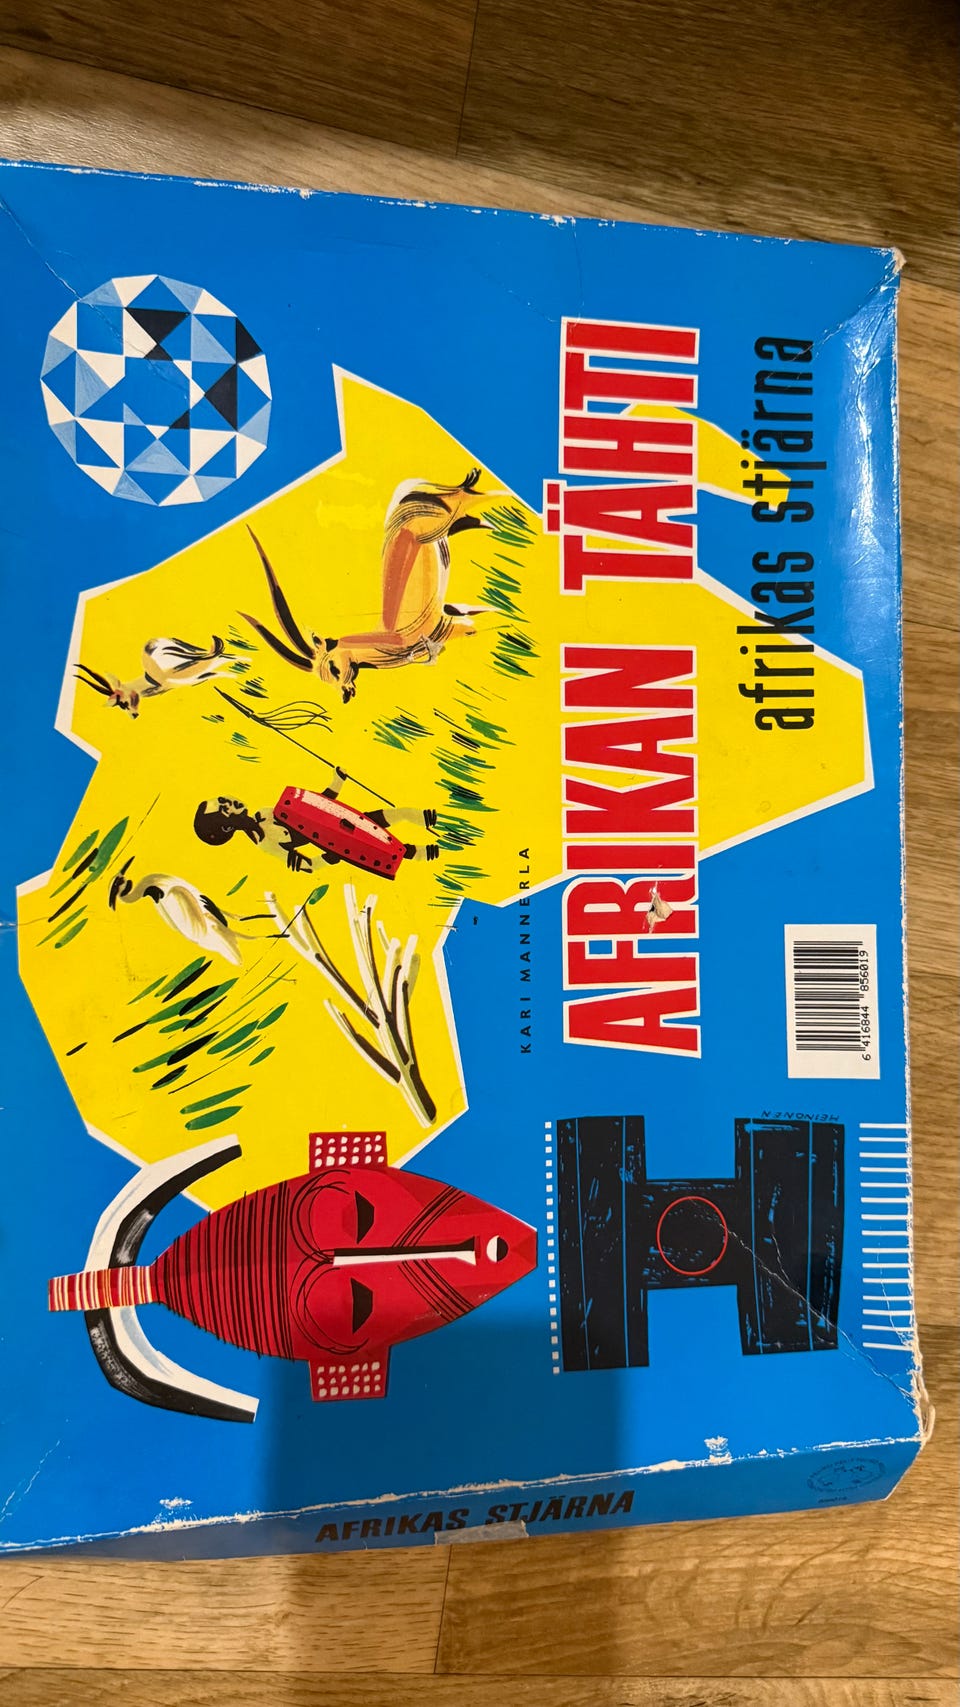 KARI MANNERLA
AFRIKAN TÄHTI
afrikas stjärna
6 416844 856019
HEINONEN
AFRIKAS STJÄRNA